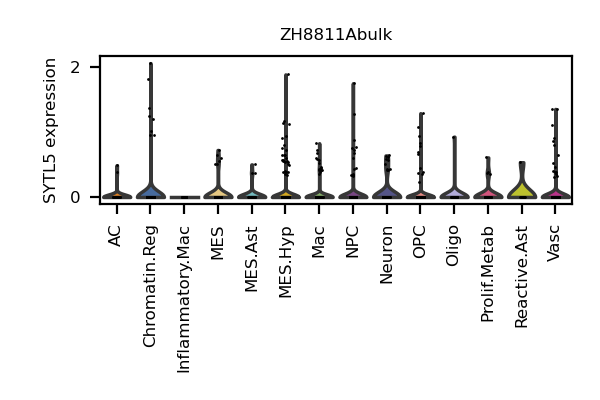 ZH8811Abulk
SYTL5 expression
2
0
AC
Chromatin.Reg
Inflammatory.Mac
MES
MES.Ast
MES.Hyp
Mac
NPC
Neuron
OPC
Oligo
Prolif.Metab
Reactive.Ast
Vasc